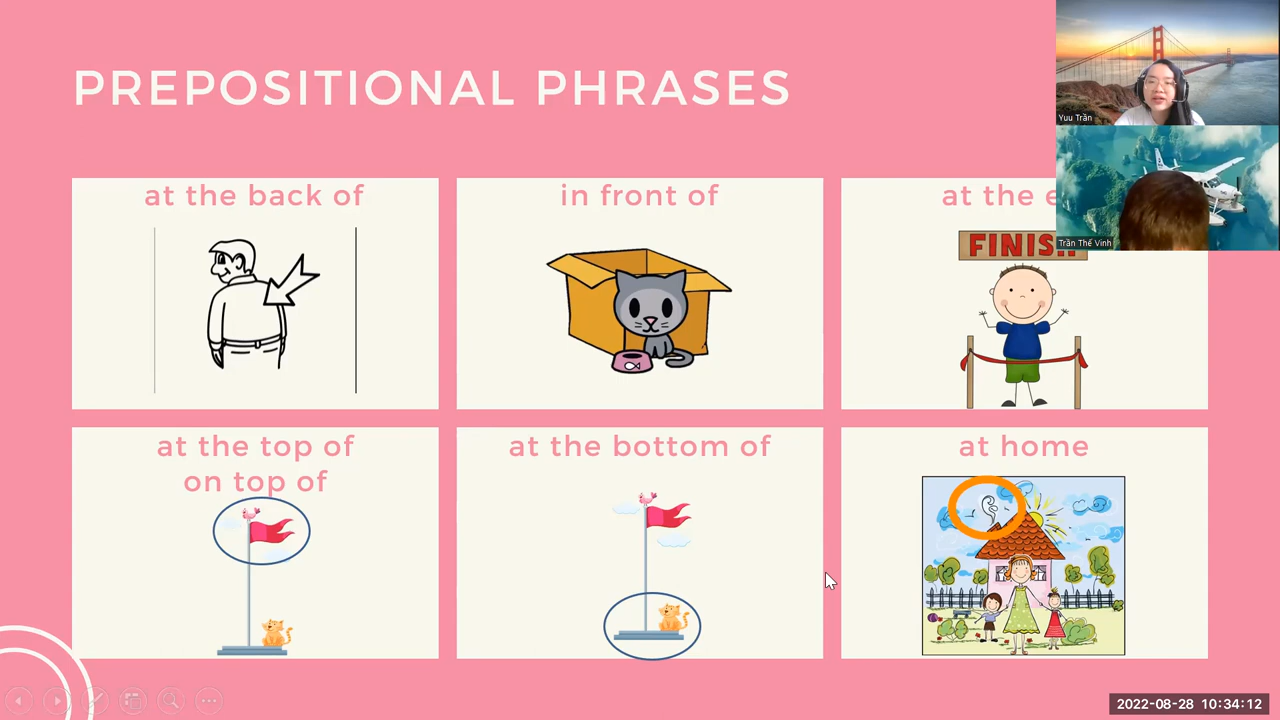 PREPOSITIONAL PHRASES
Yuu Trần
Trần Thế Vinh
at the back of
in front of
at the
at the top of
on top of
at the bottom of
at home
2022-08-28 10:34:12